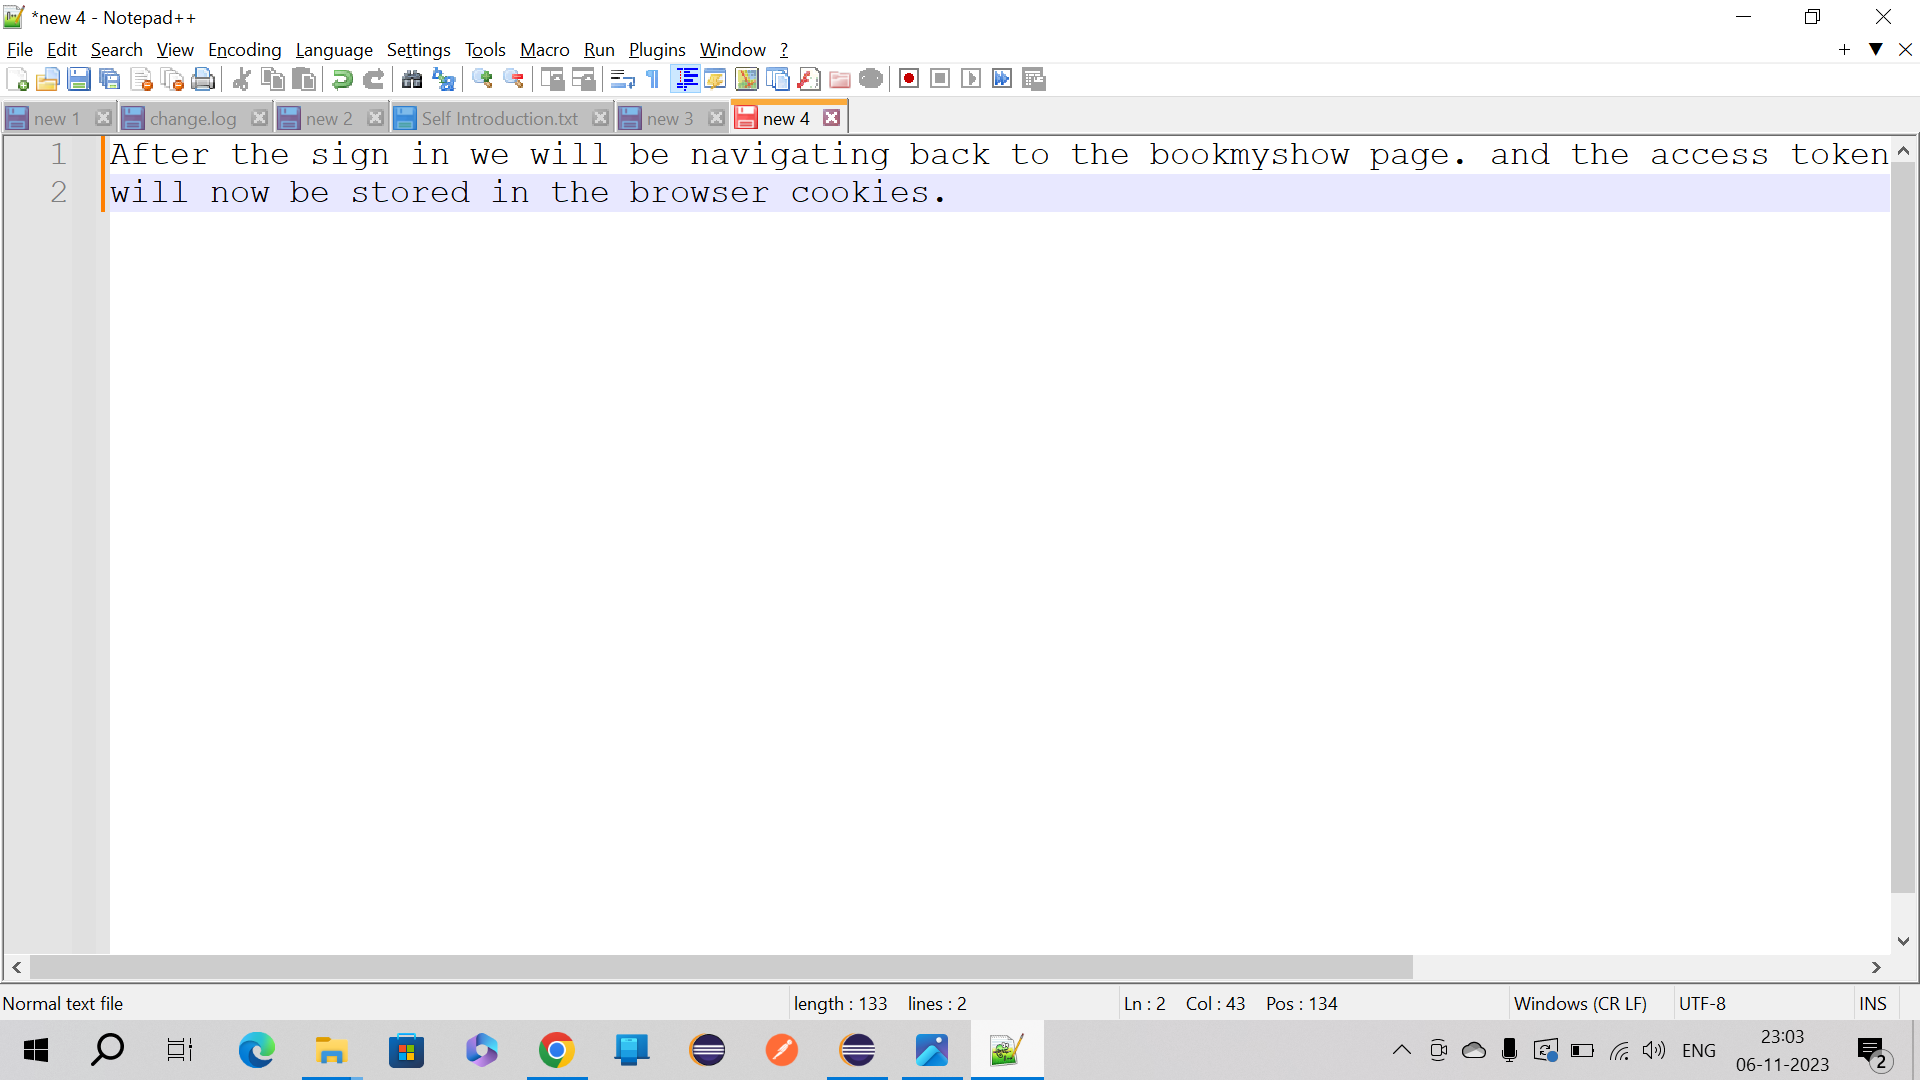 *new 4 - Notepad++
File Edit Search View Encoding Language Settings Tools Macro Run Plugins Window ?
new 1 change.log new 2 Self Introduction.txt new 3 new 4
1 After the sign in we will be navigating back to the bookmyshow page. and the access token
2 will now be stored in the browser cookies.
Normal text file length : 133 lines : 2 Ln : 2 Col : 43 Pos : 134 Windows (CR LF) UTF-8 INS
ENG 23:03
06-11-2023 2